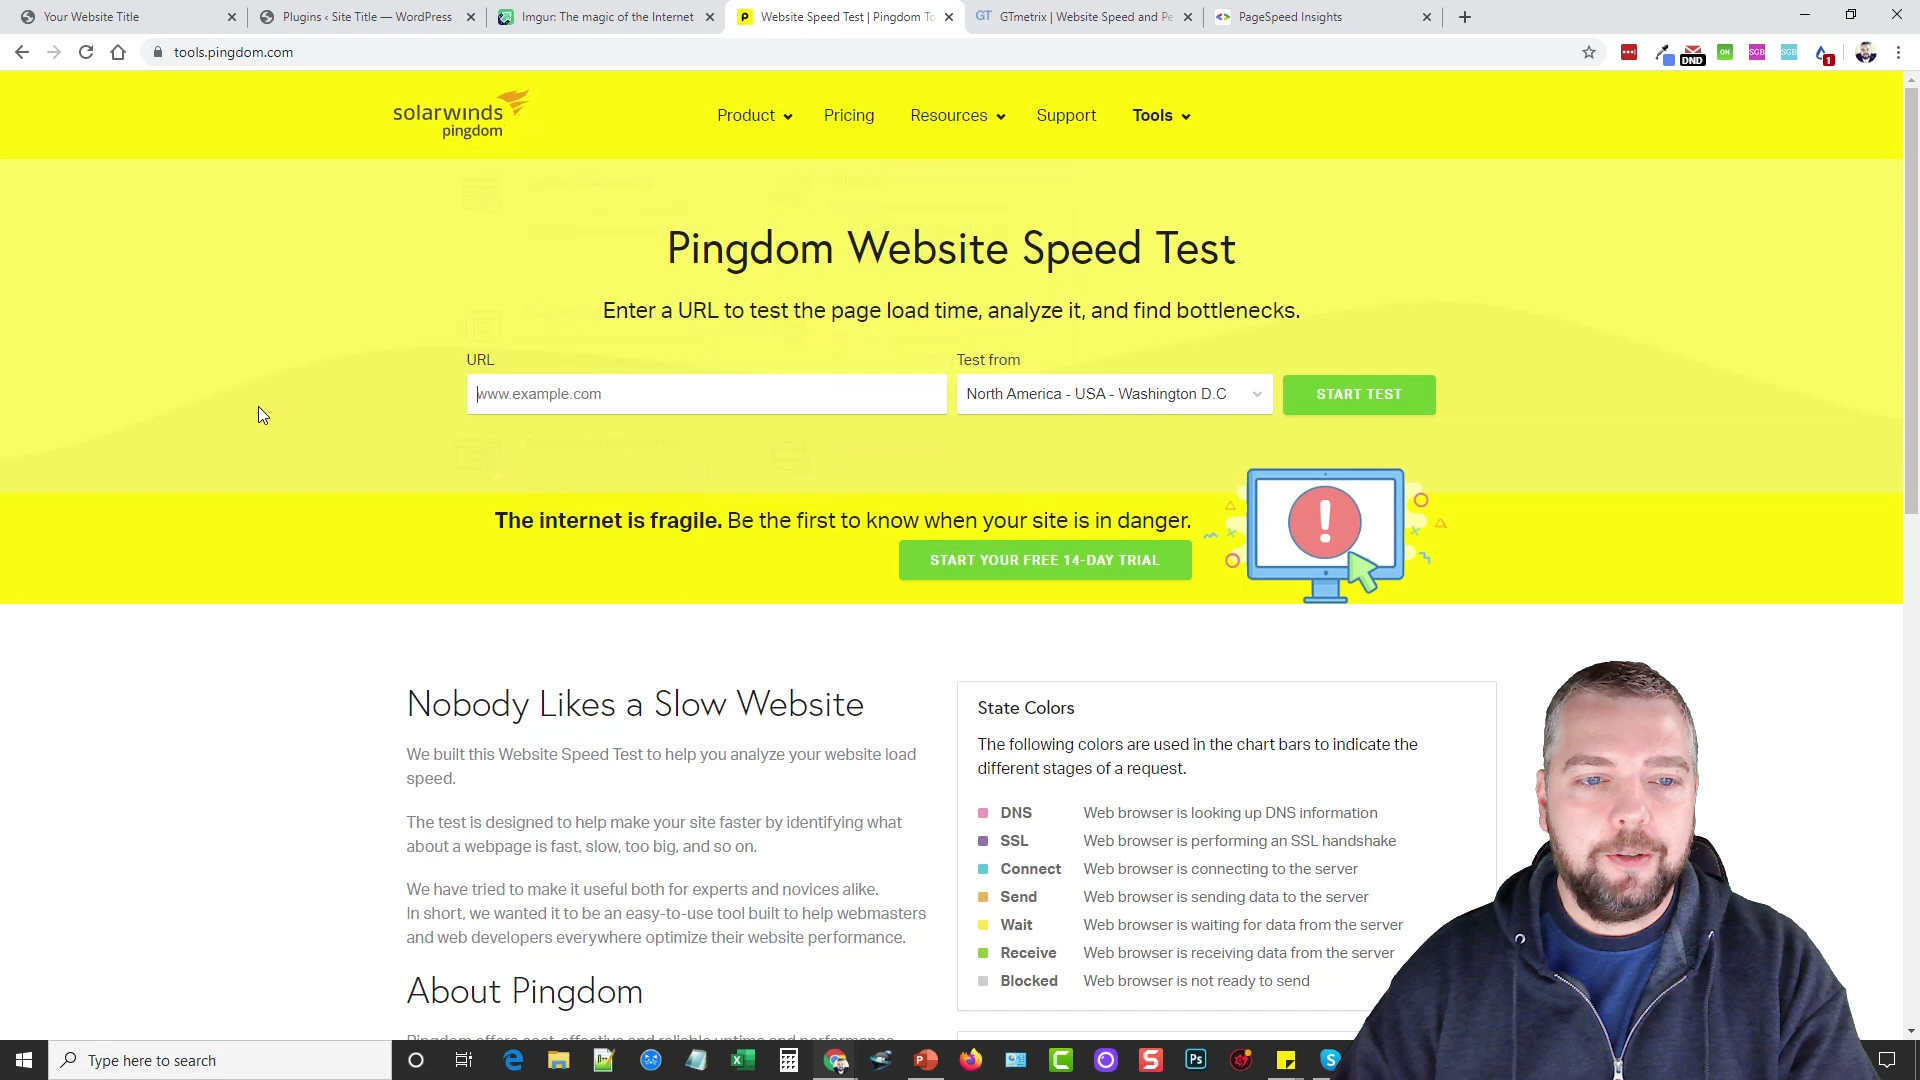 Your Website Title
Plugins ‹ Site Title — WordPress
Imgur: The magic of the Internet
Website Speed Test | Pingdom To
GT GTmetrix | Website Speed and Pe
PageSpeed Insights
tools.pingdom.com
DND
ON
SGB
SGB
1
solarwinds
pingdom
Product
Pricing
Resources
Support
Tools
Pingdom Website Speed Test
Enter a URL to test the page load time, analyze it, and find bottlenecks.
URL
Test from
www.example.com
North America - USA - Washington D.C
START TEST
The internet is fragile. Be the first to know when your site is in danger.
START YOUR FREE 14-DAY TRIAL
Nobody Likes a Slow Website
We built this Website Speed Test to help you analyze your website load
speed.
The test is designed to help make your site faster by identifying what
about a webpage is fast, slow, too big, and so on.
We have tried to make it useful both for experts and novices alike.
In short, we wanted it to be an easy-to-use tool built to help webmasters
and web developers everywhere optimize their website performance.
About Pingdom
State Colors
The following colors are used in the chart bars to indicate the
different stages of a request.
DNS Web browser is looking up DNS information
SSL Web browser is performing an SSL handshake
Connect Web browser is connecting to the server
Send Web browser is sending data to the server
Wait Web browser is waiting for data from the server
Receive Web browser is receiving data from the server
Blocked Web browser is not ready to send
Type here to search